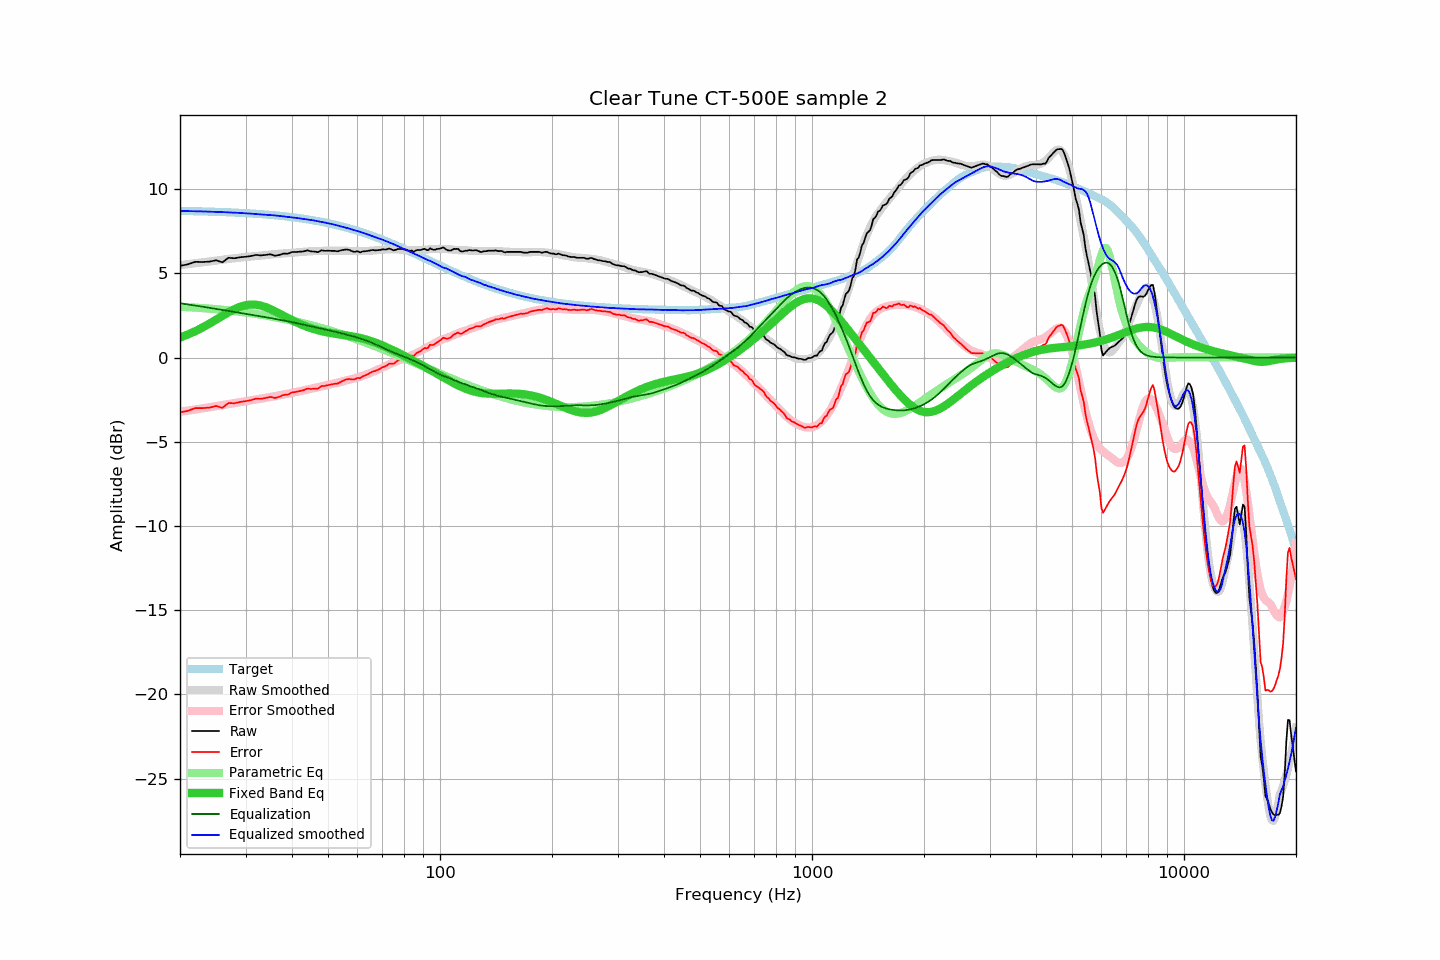 Clear Tune CT-500E sample 2
Amplitude (dBr)
10
5
0
−5
−10
−15
−20
−25
Target
Raw Smoothed
Error Smoothed
Raw
Error
Parametric Eq
Fixed Band Eq
Equalization
Equalized smoothed
100
1000
10000
Frequency (Hz)